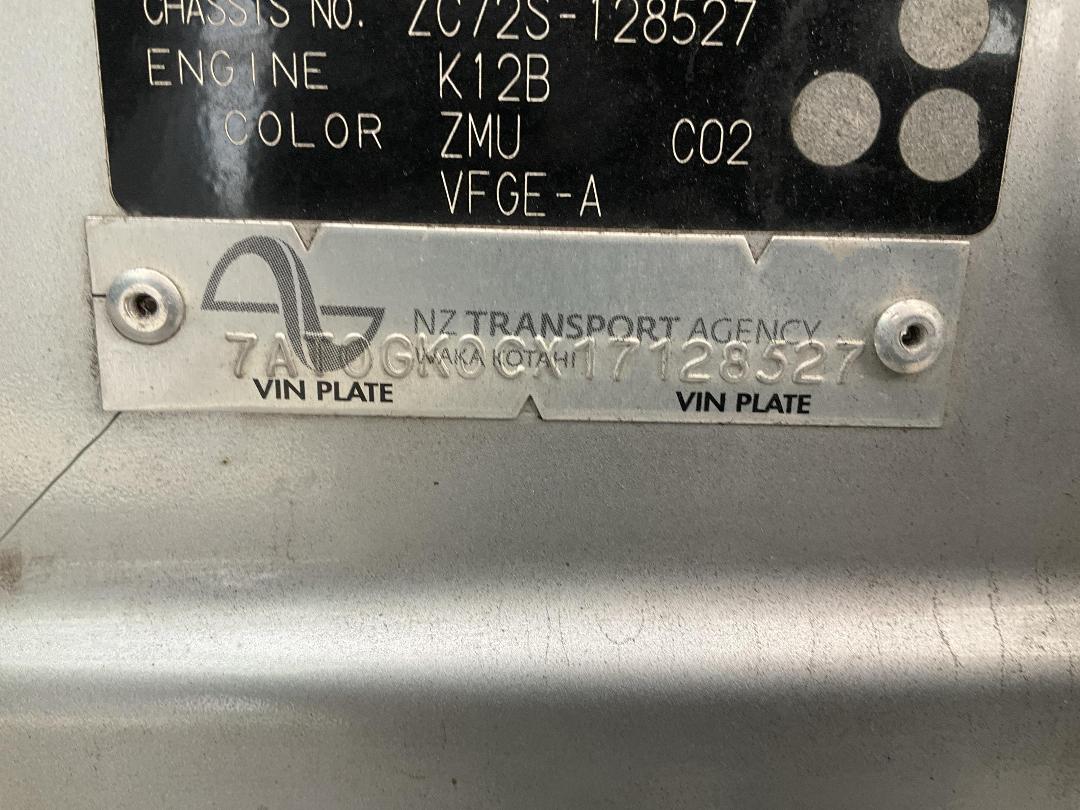 CHASSIS NO. ZC72S-128527
ENGINE K12B
COLOR ZMU C02
VFGE-A
NZ TRANSPORT AGENCY
WAKA KOTAHI
7AT0GK0CX17128527
VIN PLATE VIN PLATE